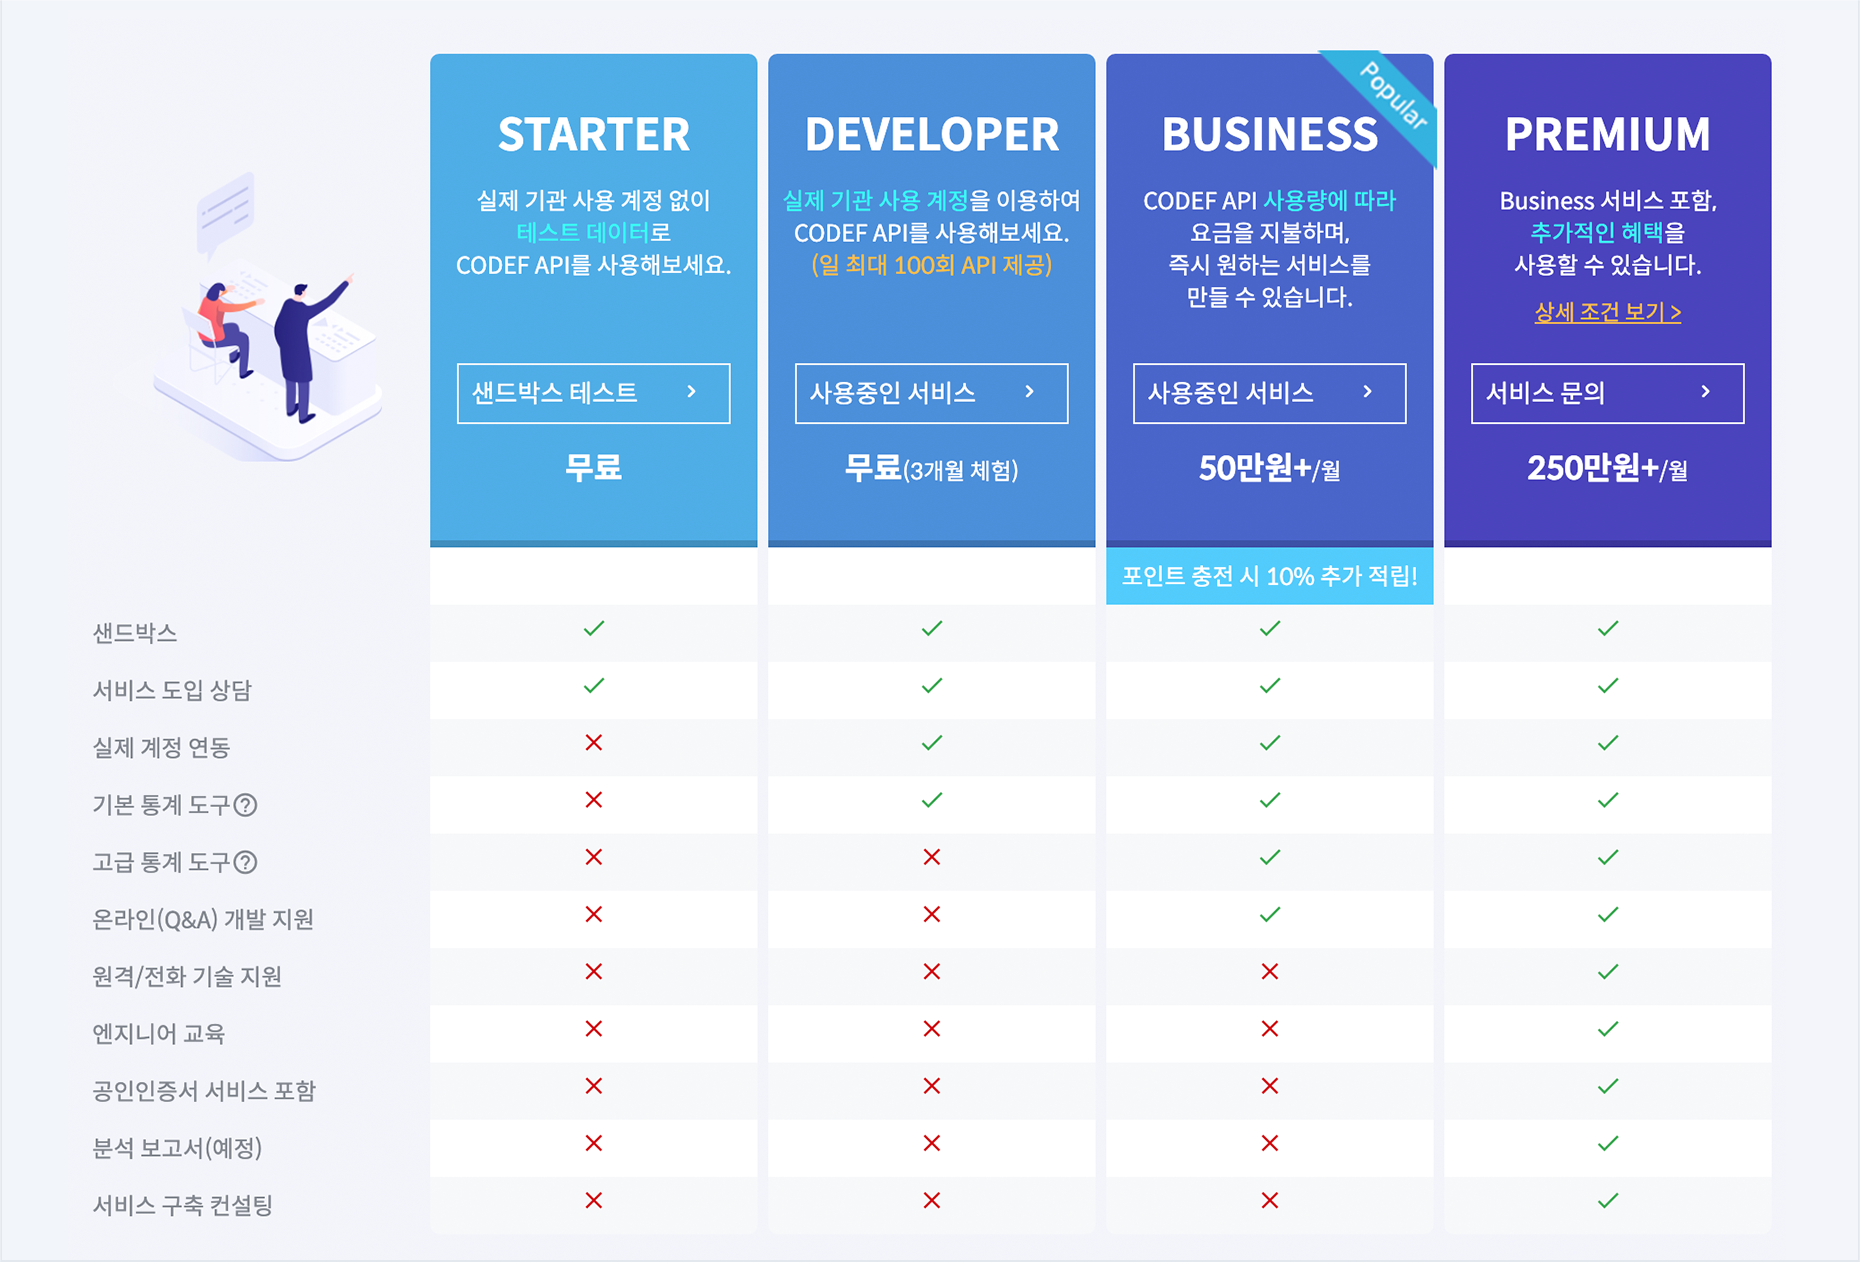 Popular
STARTER
실제 기관 사용 계정 없이
테스트 데이터로
CODEF API를 사용해보세요.
샌드박스 테스트 >
무료
DEVELOPER
실제 기관 사용 계정을 이용하여
CODEF API를 사용해보세요.
(일 최대 100회 API 제공)
사용중인 서비스 >
무료(3개월 체험)
BUSINESS
CODEF API 사용량에 따라
요금을 지불하며,
즉시 원하는 서비스를
만들 수 있습니다.
사용중인 서비스 >
50만원+/월
포인트 충전 시 10% 추가 적립!
PREMIUM
Business 서비스 포함,
추가적인 혜택을
사용할 수 있습니다.
상세 조건 보기 >
서비스 문의 >
250만원+/월
샌드박스
서비스 도입 상담
실제 계정 연동
기본 통계 도구?
고급 통계 도구?
온라인(Q&A) 개발 지원
원격/전화 기술 지원
엔지니어 교육
공인인증서 서비스 포함
분석 보고서(예정)
서비스 구축 컨설팅